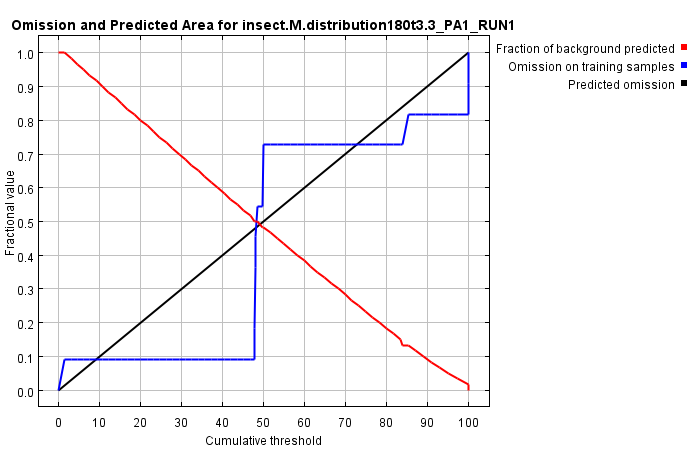 Omission and Predicted Area for insect.M.distribution180t3.3_PA1_RUN1
Fraction of background predicted
Omission on training samples
Predicted omission
Fractional value
1.0
0.9
0.8
0.7
0.6
0.5
0.4
0.3
0.2
0.1
0.0
0 10 20 30 40 50 60 70 80 90 100
Cumulative threshold